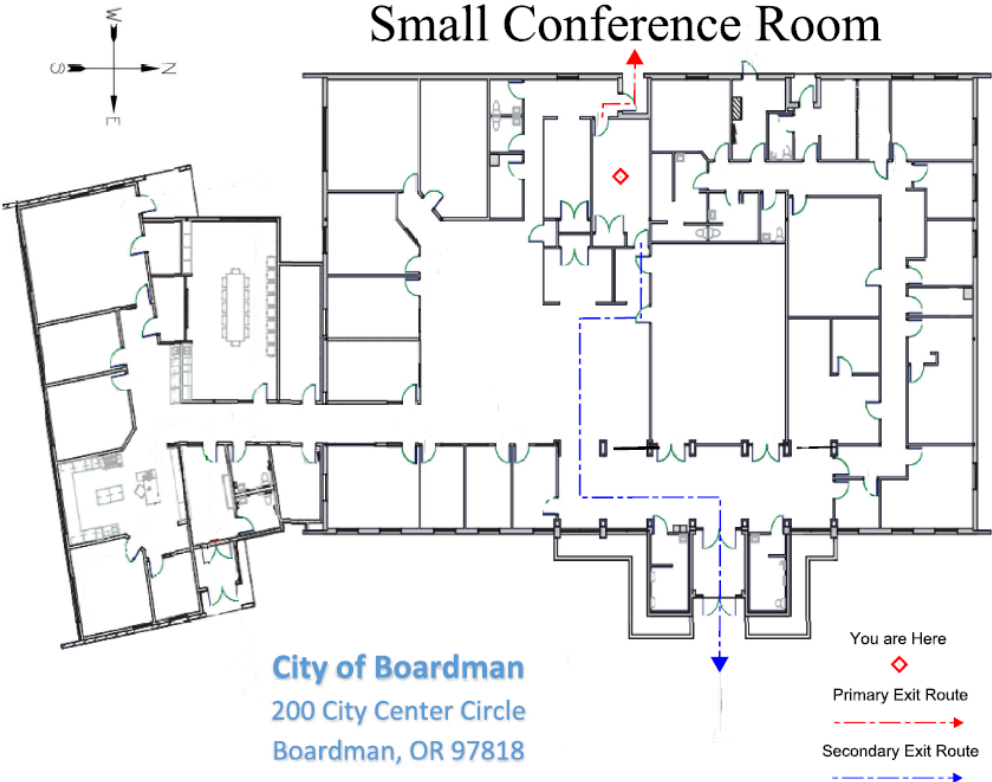 Small Conference Room
W
S N
E
City of Boardman
200 City Center Circle
Boardman, OR 97818
You are Here
Primary Exit Route
Secondary Exit Route